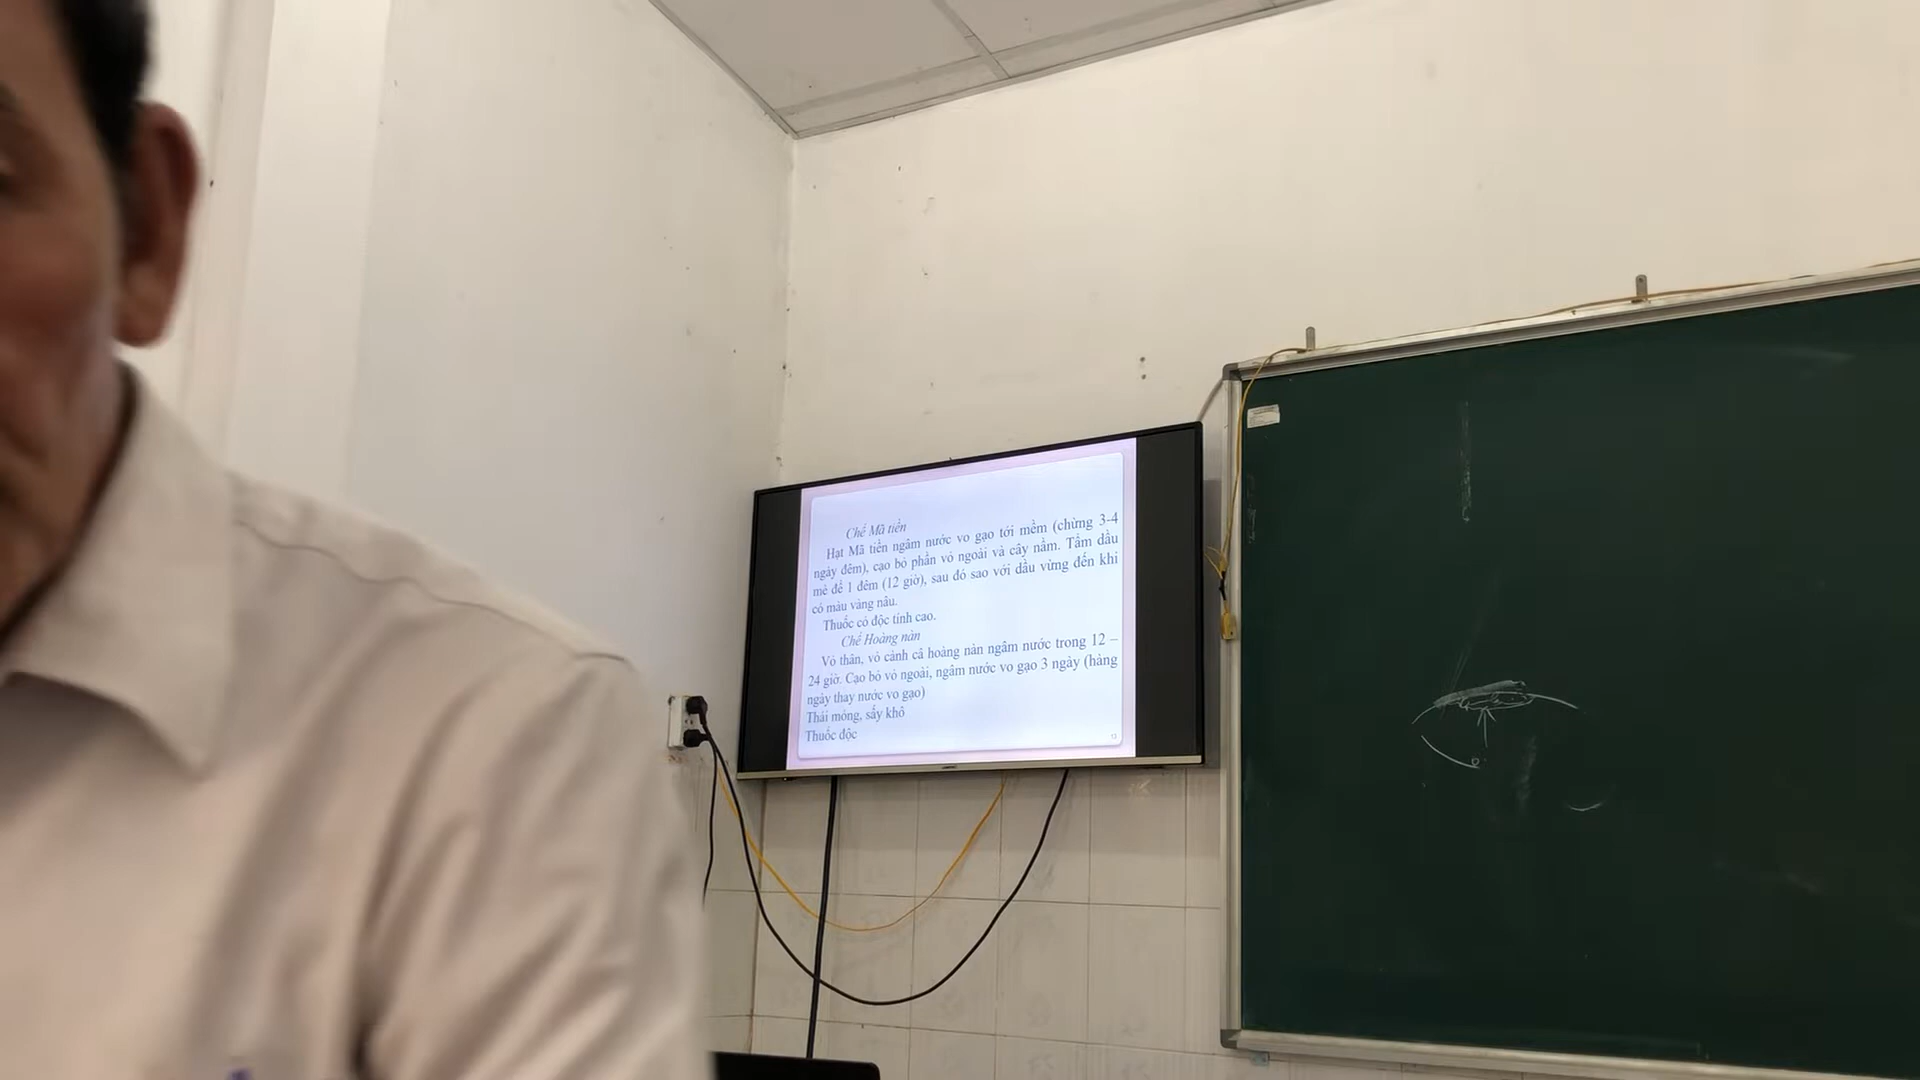 Chế Mã tiền
Hạt Mã tiền ngâm nước vo gạo tới mềm (chừng 3-4
ngày đêm), cạo bỏ phần vỏ ngoài và cây nầm. Tẩm dầu
mè để 1 đêm (12 giờ), sau đó sao với dầu vừng đến khi
có màu vàng nâu.
Thuốc có độc tính cao.
Chế Hoàng nàn
Vỏ thân, vỏ cành câ hoàng nàn ngâm nước trong 12 –
24 giờ. Cạo bỏ vỏ ngoài, ngâm nước vo gạo 3 ngày (hàng
ngày thay nước vo gạo)
Thái mỏng, sấy khô
Thuốc độc
13